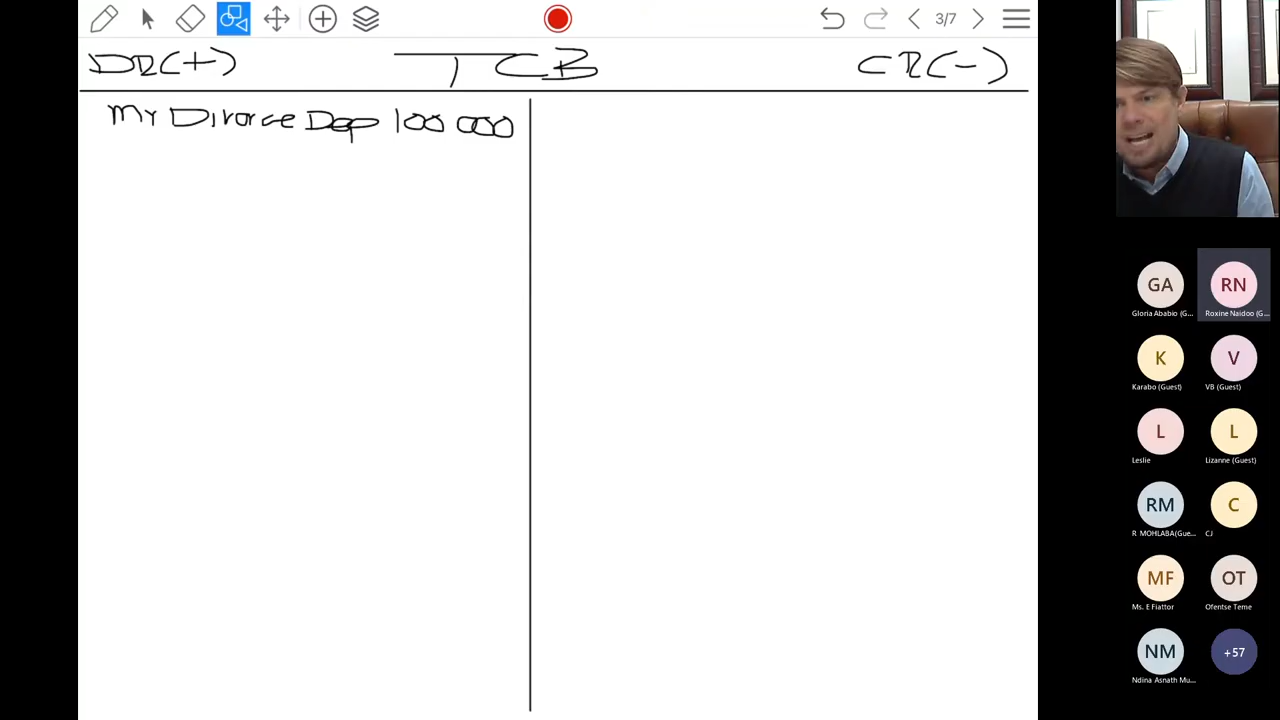 3/7
DR(+) TCB CR(-)
My Divorce Dep 100 000
GA RN
Gloria Ababio (G... Roxine Naidoo (G...
K V
Karabo (Guest) VB (Guest)
L L
Leslie Lizanne (Guest)
RM C
R MOHLABA(Gue... CJ
MF OT
Ms. E Fiattor Ofentse Teme
NM +57
Ndina Asnath Mu...